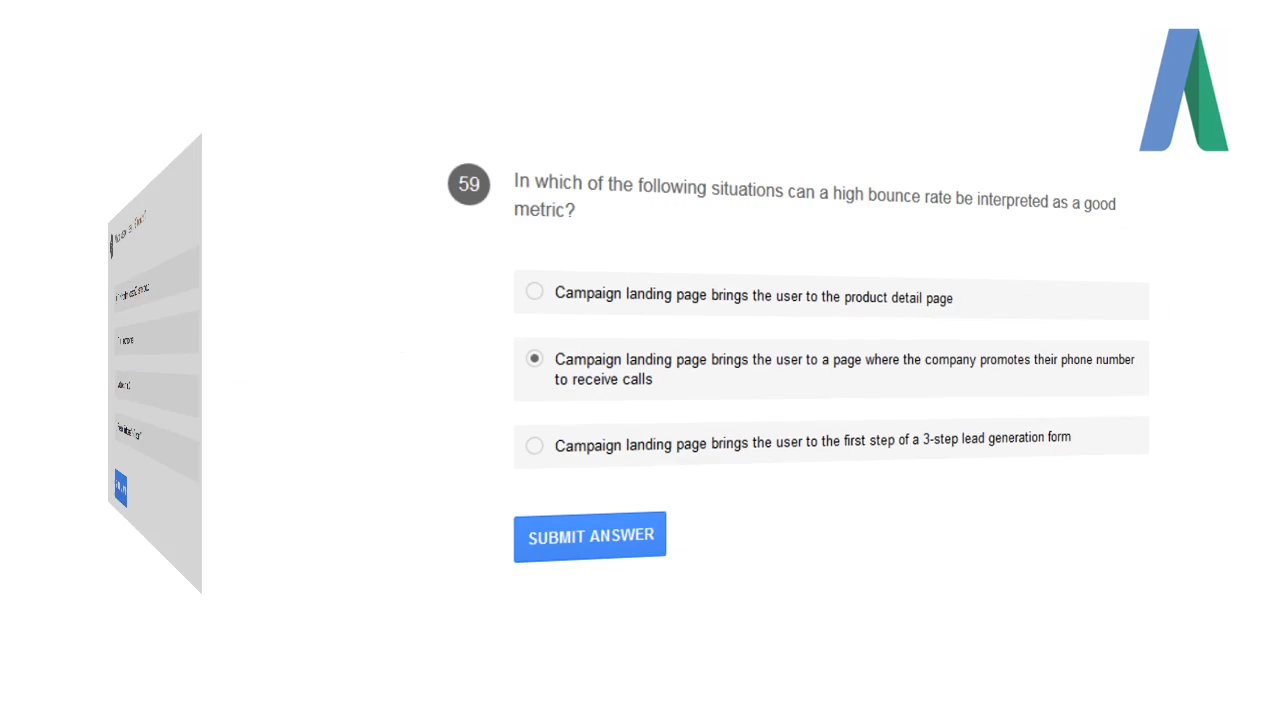 59
In which of the following situations can a high bounce rate be interpreted as a good
metric?
Campaign landing page brings the user to the product detail page
Campaign landing page brings the user to a page where the company promotes their phone number
to receive calls
Campaign landing page brings the user to the first step of a 3-step lead generation form
SUBMIT ANSWER